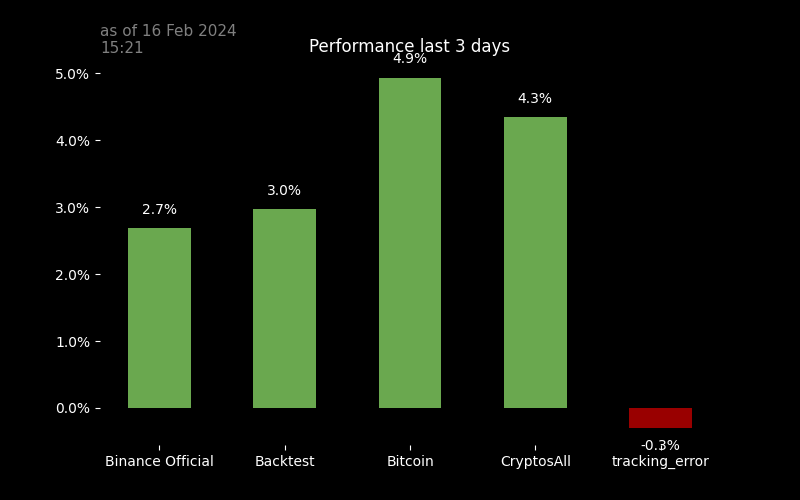 as of 16 Feb 2024
15:21
Performance last 3 days
5.0%
4.0%
3.0%
2.0%
1.0%
0.0%
2.7%
3.0%
4.9%
4.3%
-0.3%
Binance Official
Backtest
Bitcoin
CryptosAll
tracking_error